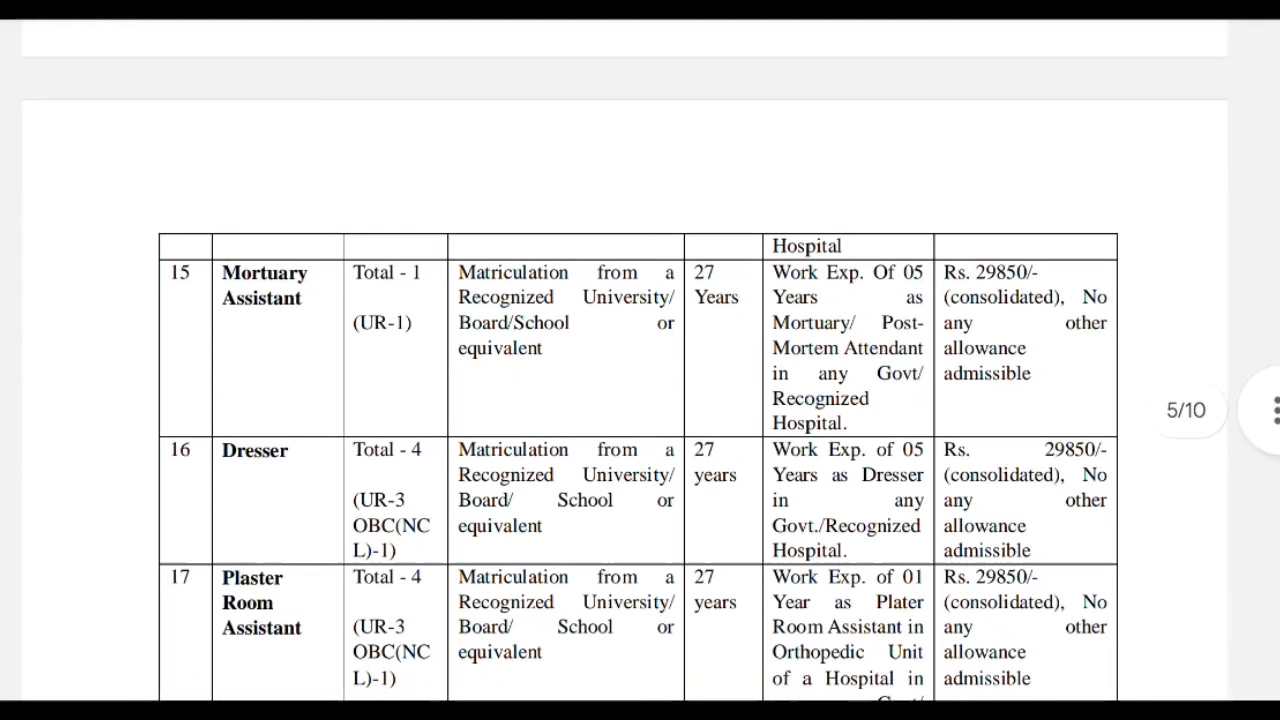 Hospital
15 Mortuary Assistant Total - 1 (UR-1) Matriculation from a Recognized University/ Board/School or equivalent 27 Years Work Exp. Of 05 Years as Mortuary/ Post-Mortem Attendant in any Govt/ Recognized Hospital. Rs. 29850/- (consolidated), No any other allowance admissible
16 Dresser Total - 4 (UR-3 OBC(NCL)-1) Matriculation from a Recognized University/ Board/ School or equivalent 27 years Work Exp. of 05 Years as Dresser in any Govt./Recognized Hospital. Rs. 29850/- (consolidated), No any other allowance admissible
17 Plaster Room Assistant Total - 4 (UR-3 OBC(NCL)-1) Matriculation from a Recognized University/ Board/ School or equivalent 27 years Work Exp. of 01 Year as Plater Room Assistant in Orthopedic Unit of a Hospital in Rs. 29850/- (consolidated), No any other allowance admissible
5/10